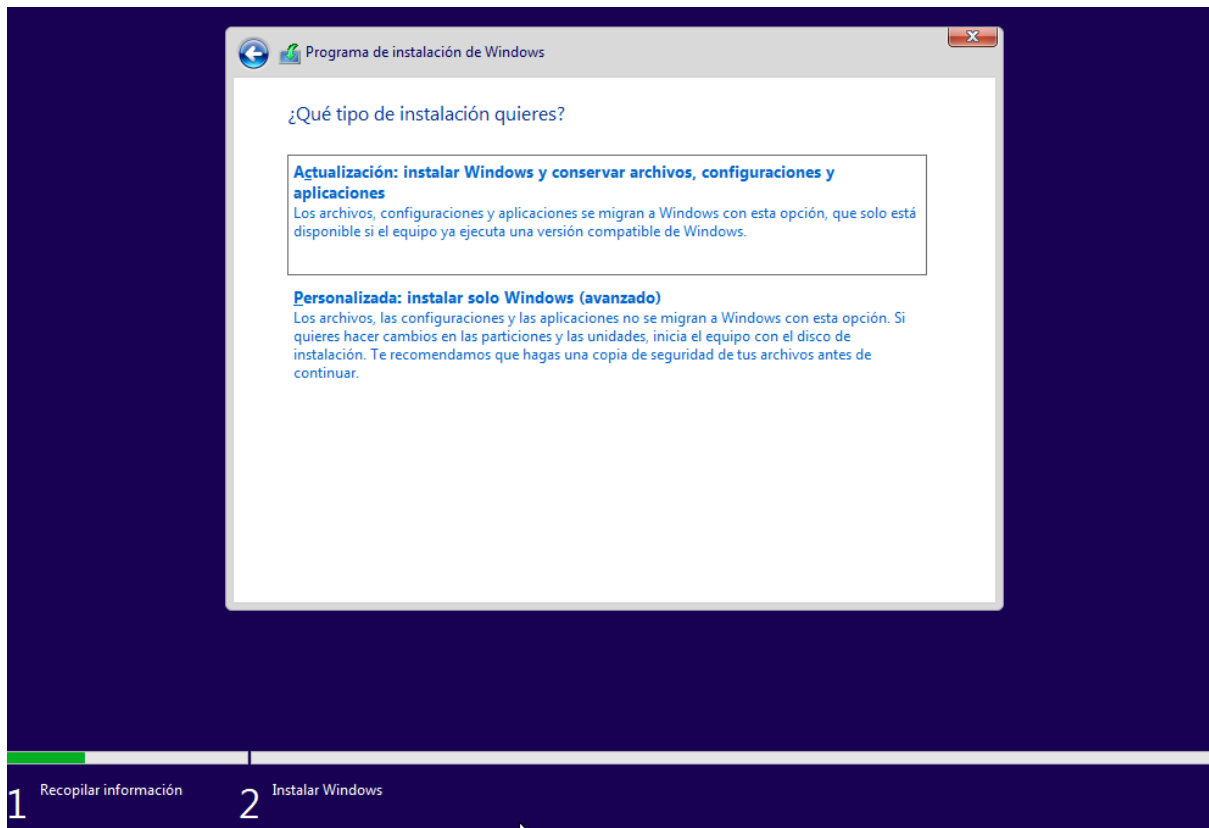 Programa de instalación de Windows
¿Qué tipo de instalación quieres?
Actualización: instalar Windows y conservar archivos, configuraciones y
aplicaciones
Los archivos, configuraciones y aplicaciones se migran a Windows con esta opción, que solo está
disponible si el equipo ya ejecuta una versión compatible de Windows.
Personalizada: instalar solo Windows (avanzado)
Los archivos, las configuraciones y las aplicaciones no se migran a Windows con esta opción. Si
quieres hacer cambios en las particiones y las unidades, inicia el equipo con el disco de
instalación. Te recomendamos que hagas una copia de seguridad de tus archivos antes de
continuar.
1 Recopilar información
2 Instalar Windows